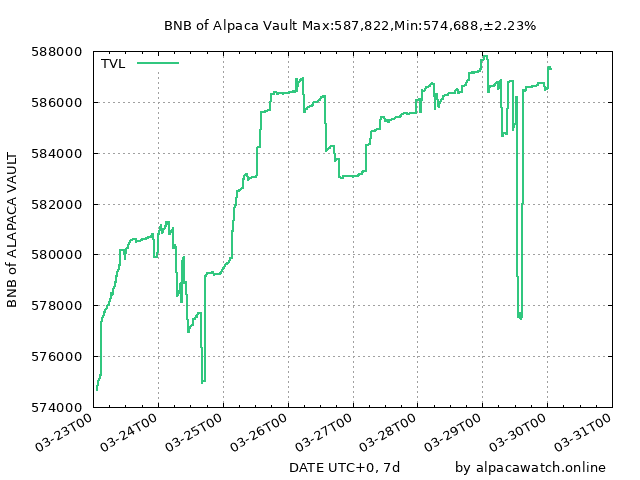 BNB of Alpaca Vault Max:587,822,Min:574,688,±2.23%
TVL
588000
586000
584000
582000
580000
578000
576000
574000
BNB of ALAPACA VAULT
03-23T00
03-24T00
03-25T00
03-26T00
03-27T00
03-28T00
03-29T00
03-30T00
03-31T00
DATE UTC+0, 7d
by alpacawatch.online